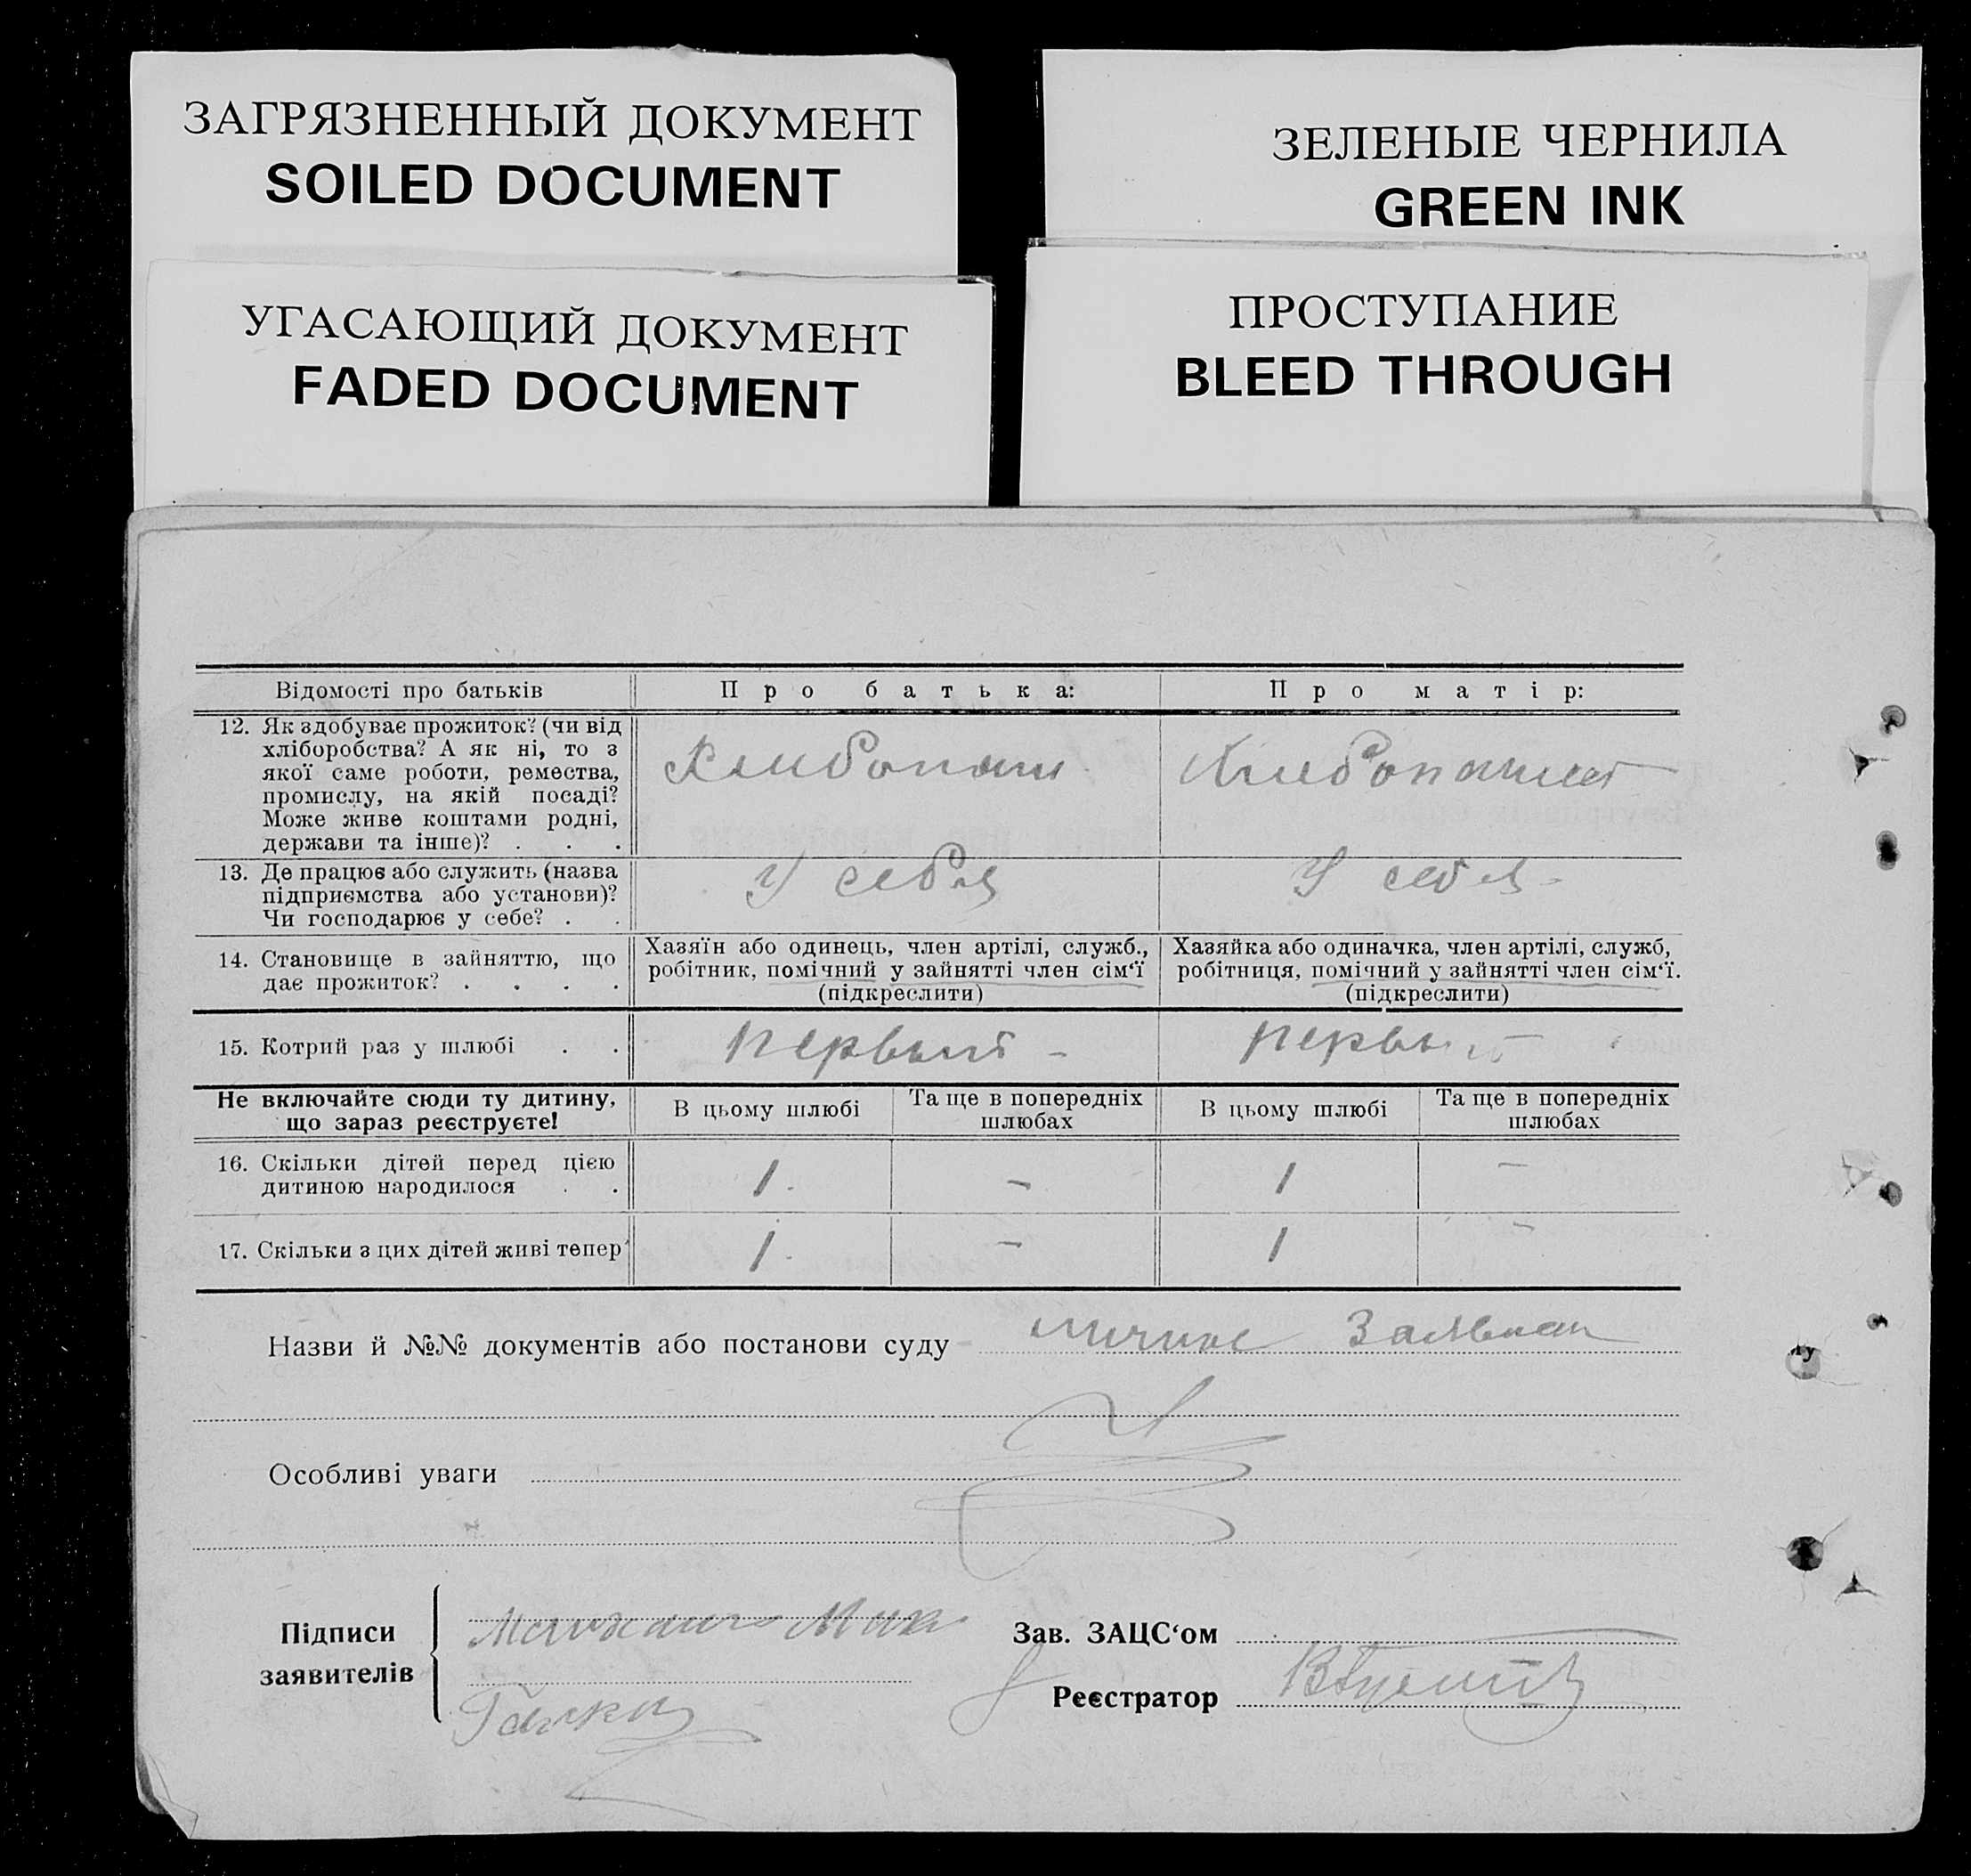 ЗАГРЯЗНЕННЫЙ ДОКУМЕНТ
SOILED DOCUMENT
ЗЕЛЕНЫЕ ЧЕРНИЛА
GREEN INK
УГАСАЮЩИЙ ДОКУМЕНТ
FADED DOCUMENT
ПРОСТУПАНИЕ
BLEED THROUGH
Відомості про батьків
Про батька:
Про матір:
12. Як здобуває прожиток? (чи від
хліборобства? А як ні, то з
якої саме роботи, ремества,
промислу, на якій посаді?
Може живе коштами родні,
держави та інше)? . . .
13. Де працює або служить (назва
підприємства або установи)?
Чи господарює у себе? . .
У себя
У себя
14. Становище в зайняттю, що
дає прожиток? . . . .
Хазяїн або одинець, член артілі, служб.,
робітник, помічний у зайнятті член сім‘ї
(підкреслити)
Хазяйка або одиначка, член артілі, служб,
робітниця, помічний у зайнятті член сім‘ї.
(підкреслити)
15. Котрий раз у шлюбі . .
первый -
первый
Не включайте сюди ту дитину,
що зараз реєструєте!
В цьому шлюбі
Та ще в попередніх
шлюбах
В цьому шлюбі
Та ще в попередніх
шлюбах
16. Скільки дітей перед цією
дитиною народилося . .
1. - 1 -
17. Скільки з цих дітей живі тепер
1. - 1 -
Назви й №№ документів або постанови суду
Особливі уваги
Підписи
заявителів
Зав. ЗАЦС‘ом
Реєстратор